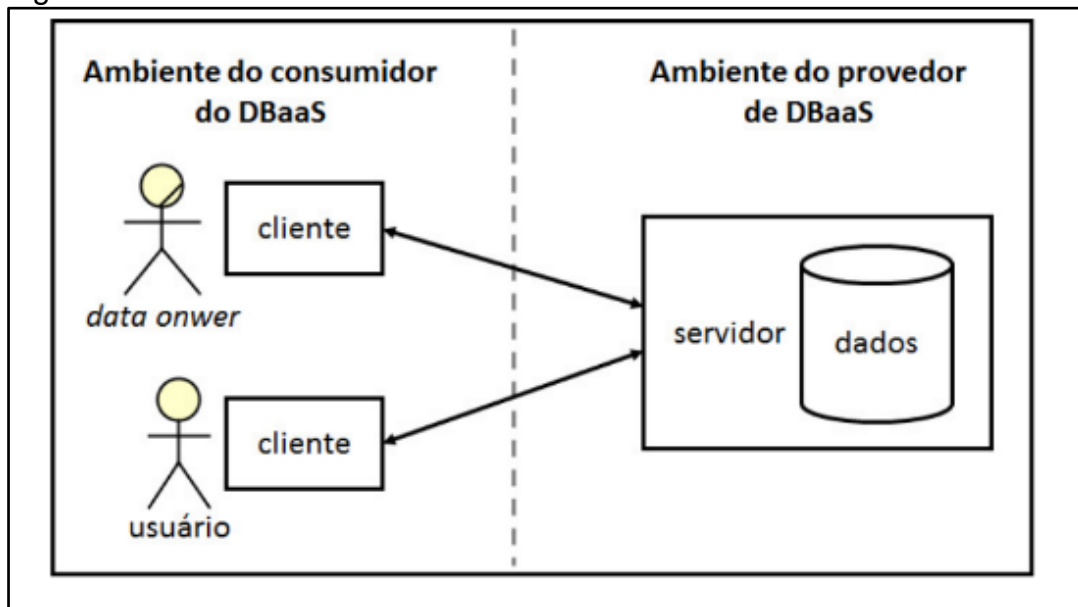 Ambiente do consumidor
do DBaaS
Ambiente do provedor
de DBaaS
cliente
data onwer
servidor
dados
cliente
usuário